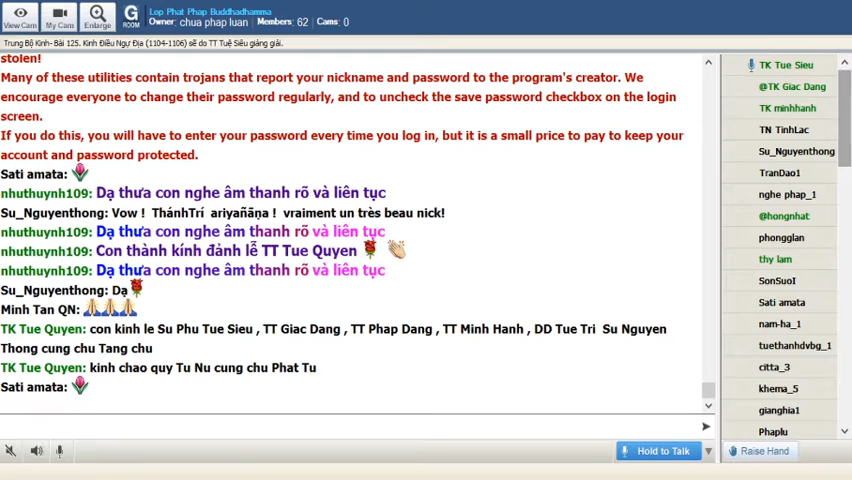 View Cam
My Cam
Enlarge
G
ROOM
Lop Phat Phap Buddhadhamma
Owner: chua phap luan Members: 62 Cams: 0
Trung Bộ Kinh- Bài 125. Kinh Điều Ngự Địa (1104-1106) sẽ do TT Tuệ Siêu giảng giải.
stolen!
Many of these utilities contain trojans that report your nickname and password to the program's creator. We
encourage everyone to change their password regularly, and to uncheck the save password checkbox on the login
screen.
If you do this, you will have to enter your password every time you log in, but it is a small price to pay to keep your
account and password protected.
Sati amata:
nhuthuynh109: Dạ thưa con nghe âm thanh rõ và liên tục
Su_Nguyenthong: Vow ! ThánhTrí ariyañāṇa ! vraiment un très beau nick!
nhuthuynh109: Dạ thưa con nghe âm thanh rõ và liên tục
nhuthuynh109: Con thành kính đảnh lễ TT Tue Quyen
nhuthuynh109: Dạ thưa con nghe âm thanh rõ và liên tục
Su_Nguyenthong: Dạ
Minh Tan QN:
TK Tue Quyen: con kinh le Su Phu Tue Sieu , TT Giac Dang , TT Phap Dang , TT Minh Hanh , DD Tue Tri Su Nguyen
Thong cung chu Tang chu
TK Tue Quyen: kinh chao quy Tu Nu cung chu Phat Tu
Sati amata:
Hold to Talk
TK Tue Sieu
@TK Giac Dang
TK minhhanh
TN TinhLac
Su_Nguyenthong
TranDao1
nghe phap_1
@hongnhat
phongglan
thy lam
SonSuoI
Sati amata
nam-ha_1
tuethanhdvbg_1
citta_3
khema_5
gianghia1
Phaplu
Raise Hand